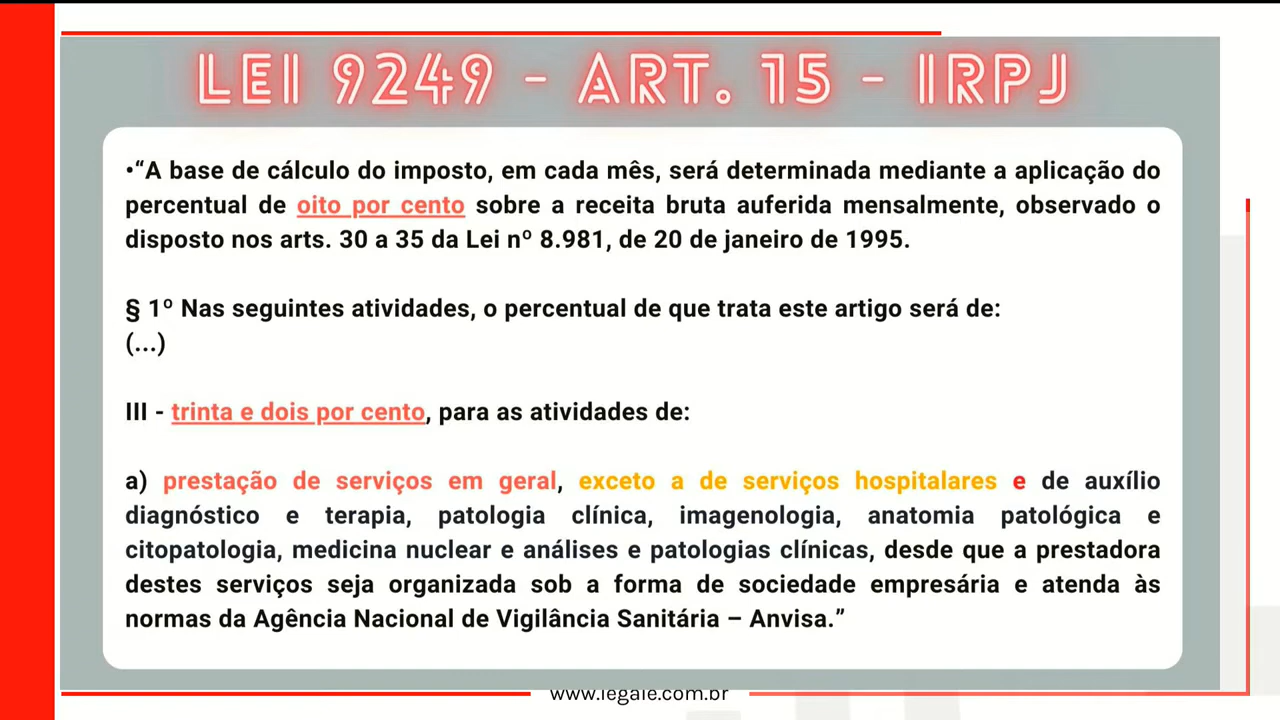 LEI 9249 - ART. 15 - IRPJ
•“A base de cálculo do imposto, em cada mês, será determinada mediante a aplicação do
percentual de oito por cento sobre a receita bruta auferida mensalmente, observado o
disposto nos arts. 30 a 35 da Lei nº 8.981, de 20 de janeiro de 1995.
§ 1º Nas seguintes atividades, o percentual de que trata este artigo será de:
(...)
III - trinta e dois por cento, para as atividades de:
a) prestação de serviços em geral, exceto a de serviços hospitalares e de auxílio
diagnóstico e terapia, patologia clínica, imagenologia, anatomia patológica e
citopatologia, medicina nuclear e análises e patologias clínicas, desde que a prestadora
destes serviços seja organizada sob a forma de sociedade empresária e atenda às
normas da Agência Nacional de Vigilância Sanitária – Anvisa.”
www.legale.com.br